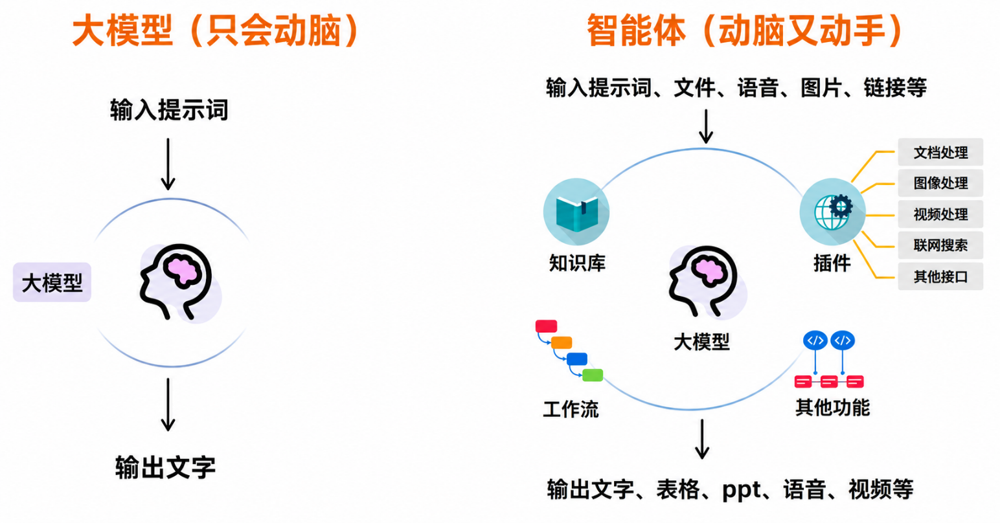 大模型（只会动脑）
输入提示词
大模型
输出文字
智能体（动脑又动手）
输入提示词、文件、语音、图片、链接等
知识库
插件
文档处理
图像处理
视频处理
联网搜索
其他接口
大模型
工作流
其他功能
输出文字、表格、ppt、语音、视频等